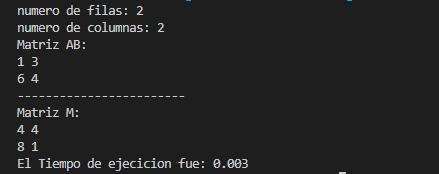 numero de filas: 2
numero de columnas: 2
Matriz AB:
1 3
6 4
------------------------
Matriz M:
4 4
8 1
El Tiempo de ejecicion fue: 0.003